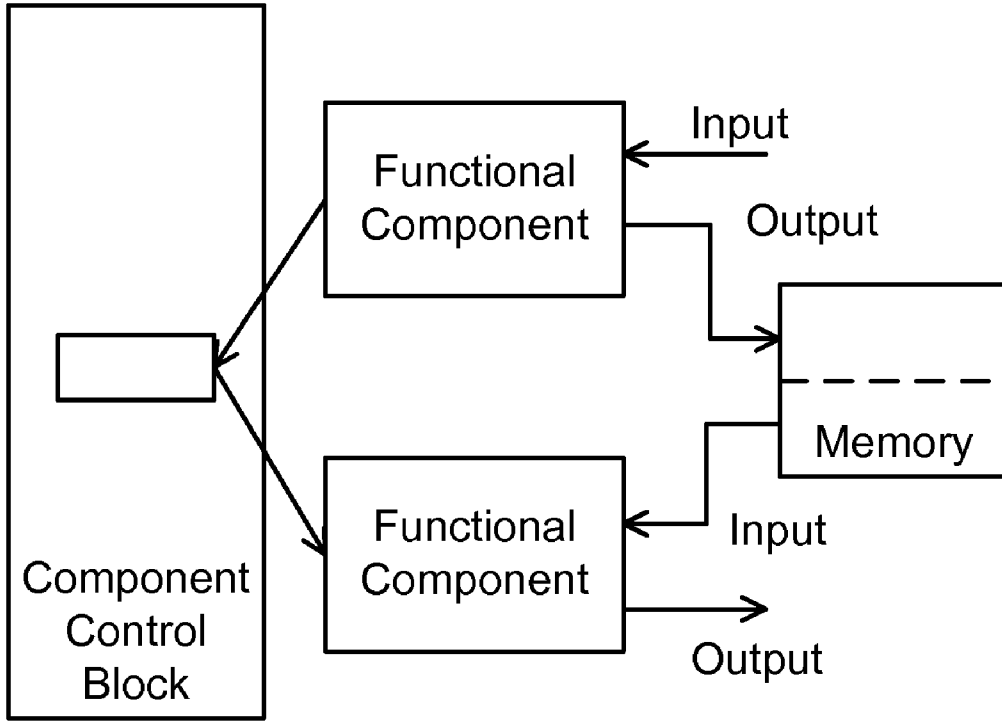 Functional
Component
Input
Output
Memory
Functional
Component
Input
Output
Component
Control
Block